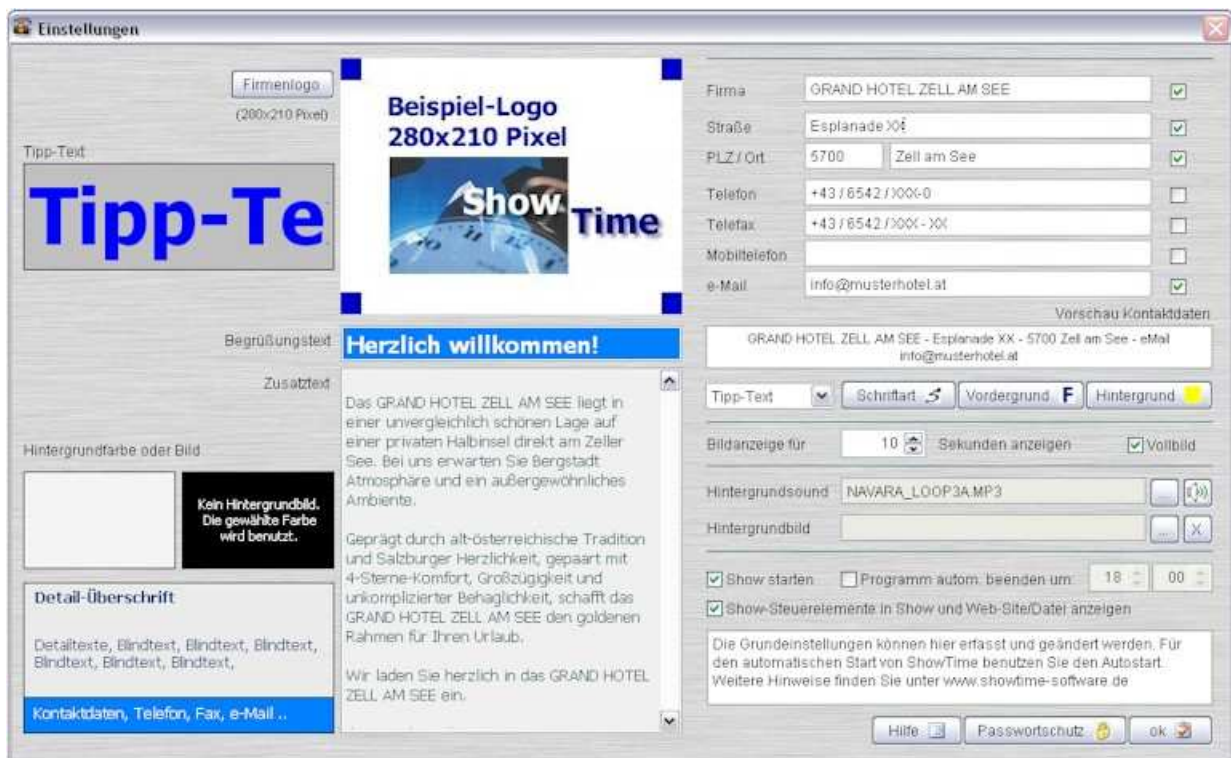 Einstellungen
Firmenlogo
(280x210 Pixel)
Tipp-Text
Tipp-Te
Beispiel-Logo
280x210 Pixel
Show
Time
Begrüßungstext
Herzlich willkommen!
Zusatztext
Das GRAND HOTEL ZELL AM SEE liegt in
einer unvergleichlich schönen Lage auf
einer privaten Halbinsel direkt am Zeller
See. Bei uns erwarten Sie Bergstadt
Atmosphäre und ein außergewöhnliches
Ambiente.
Geprägt durch alt-österreichische Tradition
und Salzburger Herzlichkeit, gepaart mit
4-Sterne-Komfort, Großzügigkeit und
unkomplizierter Behaglichkeit, schafft das
GRAND HOTEL ZELL AM SEE den goldenen
Rahmen für Ihren Urlaub.
Wir laden Sie herzlich in das GRAND HOTEL
ZELL AM SEE ein.
Hintergrundfarbe oder Bild
Kein Hintergrundbild.
Die gewählte Farbe
wird benutzt.
Detail-Überschrift
Detailtexte, Blindtext, Blindtext, Blindtext,
Blindtext, Blindtext, Blindtext,
Kontaktdaten, Telefon, Fax, e-Mail ..
Firma GRAND HOTEL ZELL AM SEE
Straße Esplanade XX
PLZ / Ort 5700 Zell am See
Telefon +43 / 6542 / XXX-0
Telefax +43 / 6542 / XXX - XX
Mobiltelefon
e-Mail info@musterhotel.at
Vorschau Kontaktdaten
GRAND HOTEL ZELL AM SEE - Esplanade XX - 5700 Zell am See - eMail
info@musterhotel.at
Tipp-Text Schriftart Vordergrund F Hintergrund
Bildanzeige für 10 Sekunden anzeigen Vollbild
Hintergrundsound NAVARA_LOOP3A.MP3 ...
Hintergrundbild ... X
Show starten Programm autom. beenden um: 18 00
Show-Steuerelemente in Show und Web-Site/Datei anzeigen
Die Grundeinstellungen können hier erfasst und geändert werden. Für
den automatischen Start von ShowTime benutzen Sie den Autostart.
Weitere Hinweise finden Sie unter www.showtime-software.de
Hilfe Passwortschutz ok